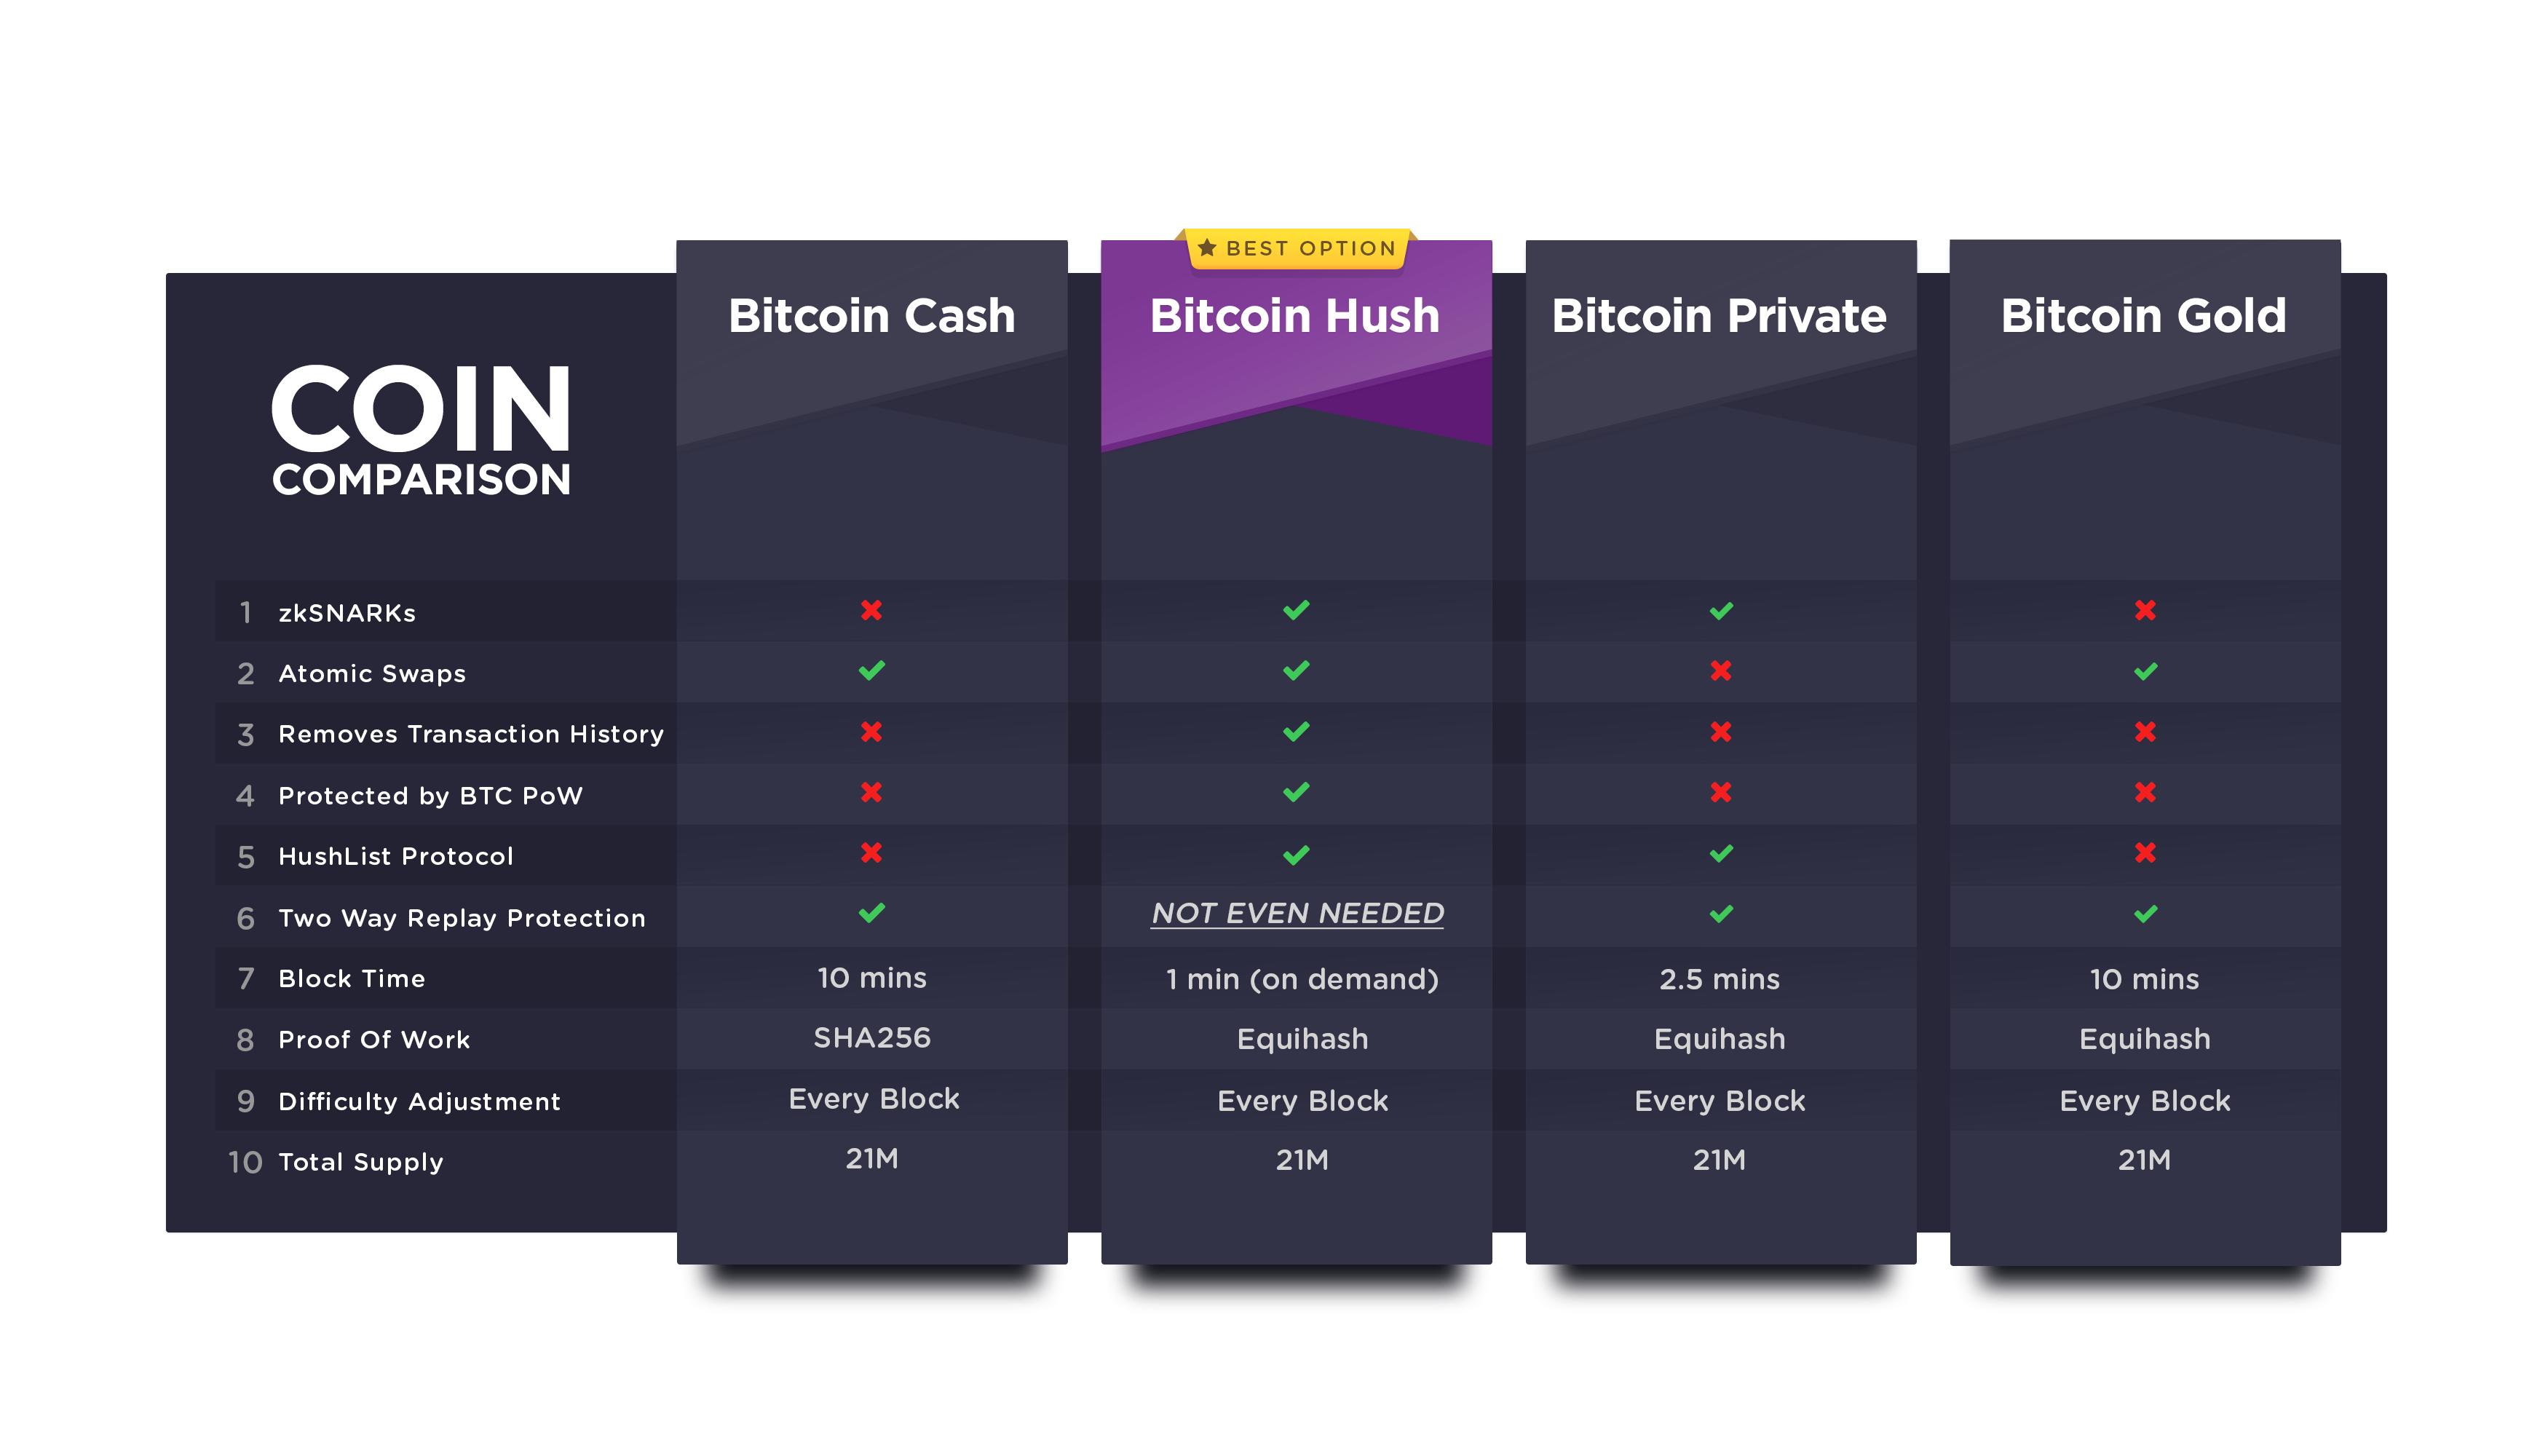 BEST OPTION
Bitcoin Cash
Bitcoin Hush
Bitcoin Private
Bitcoin Gold
COIN
COMPARISON
1 zkSNARKs
2 Atomic Swaps
3 Removes Transaction History
4 Protected by BTC PoW
5 HushList Protocol
6 Two Way Replay Protection NOT EVEN NEEDED
7 Block Time 10 mins 1 min (on demand) 2.5 mins 10 mins
8 Proof Of Work SHA256 Equihash Equihash Equihash
9 Difficulty Adjustment Every Block Every Block Every Block Every Block
10 Total Supply 21M 21M 21M 21M